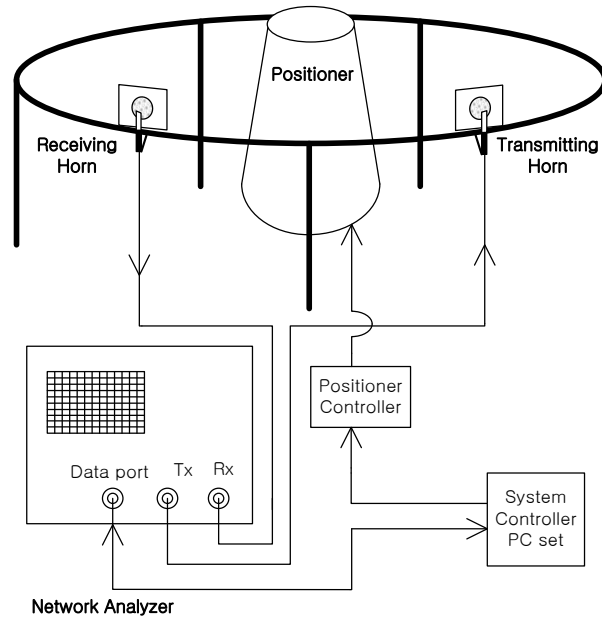 Positioner
Receiving
Horn
Transmitting
Horn
Positioner
Controller
Data port
Tx
Rx
System
Controller
PC set
Network Analyzer